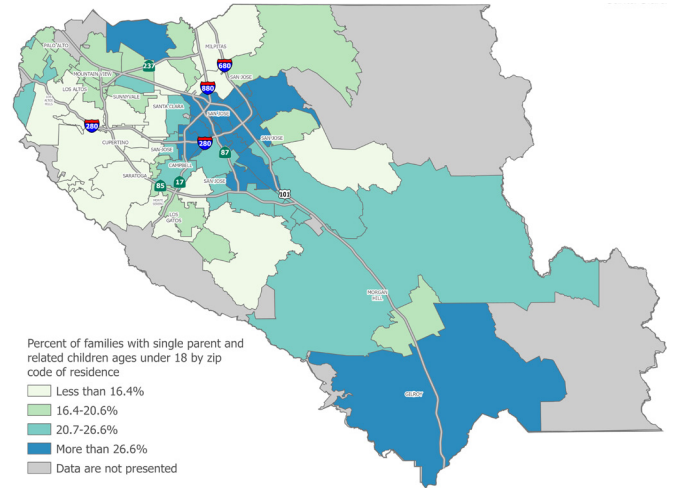 PALO ALTO
MILPITAS
237
680
MOUNTAIN VIEW
SAN JOSE
LOS ALTOS
880
SUNNYVALE
SANTA CLARA
SAN JOSE
280
SAN JOSE
CUPERTINO
280
SAN JOSE
87
CAMPBELL
SARATOGA
SAN JOSE
85
17
101
LOS
GATOS
MORGAN
HILL
GILROY
Percent of families with single parent and
related children ages under 18 by zip
code of residence
Less than 16.4%
16.4-20.6%
20.7-26.6%
More than 26.6%
Data are not presented